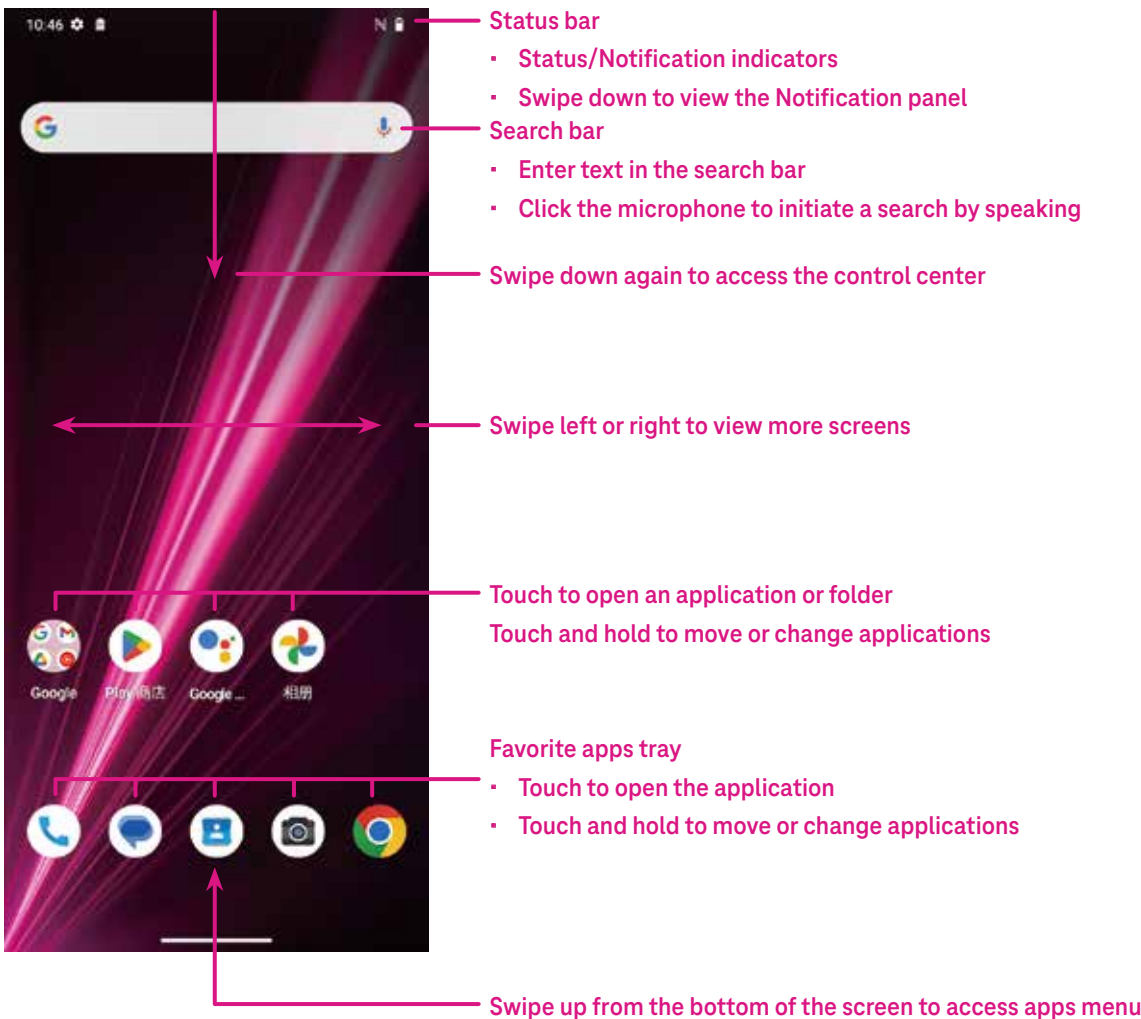 10:46
Status bar
· Status/Notification indicators
· Swipe down to view the Notification panel
Search bar
· Enter text in the search bar
· Click the microphone to initiate a search by speaking
Swipe down again to access the control center
Swipe left or right to view more screens
Touch to open an application or folder
Touch and hold to move or change applications
Google
Play 商店
Google ...
相册
Favorite apps tray
· Touch to open the application
· Touch and hold to move or change applications
Swipe up from the bottom of the screen to access apps menu